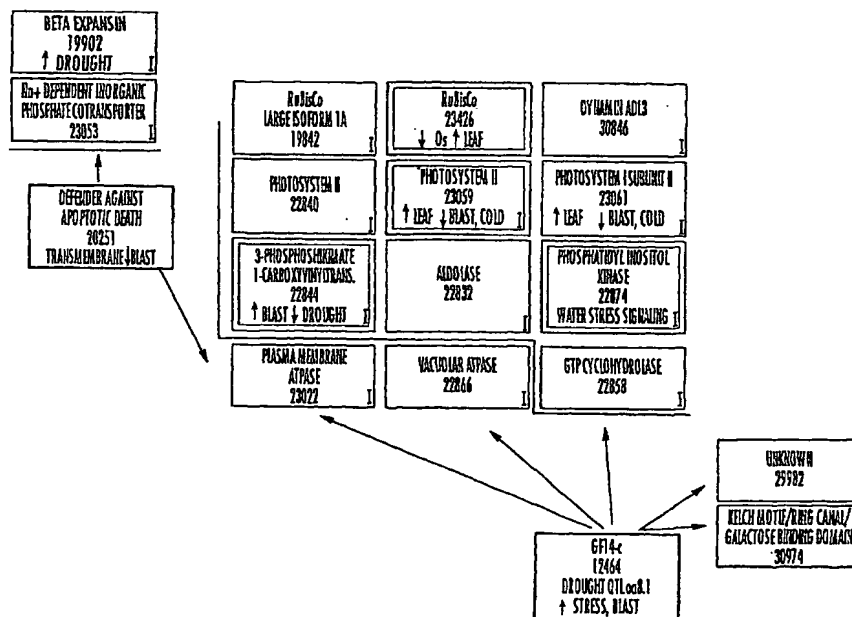 BETA EXPANSIN
19902
↑ DROUGHT
I
Na+ DEPENDENT INORGANIC
PHOSPHATE COTRANSPORTER
23053
I
DEFENDER AGAINST
APOPTOTIC DEATH
20251
TRANSMEMBRANE↓BLAST
RuBisCo
LARGE ISOFORM 1A
19842
I
RuBisCo
23426
↓ Os ↑ LEAF
I
DYNAMIN ADL3
30846
I
PHOTOSYSTEM II
22840
I
PHOTOSYSTEM II
23059
↑ LEAF ↓ BLAST, COLD
I
PHOTOSYSTEM I SUBUNIT II
23061
↑ LEAF ↓ BLAST, COLD
I
3-PHOSPHOSHIKIMATE
1-CARBOXYVINYLTRANS.
22844
↑ BLAST ↓ DROUGHT
I
ALDOLASE
22832
I
PHOSPHATIDYL INOSITOL
KINASE
22874
WATER STRESS SIGNALING
I
PLASMA MEMBRANE
ATPASE
23022
I
VACUOLAR ATPASE
22866
I
GTP CYCLOHYDROLASE
22858
I
UNKNOWN
29982
KELCH MOTIF/RING CANAL/
GALACTOSE BINDING DOMAIN
30974
GF14-c
12464
DROUGHT QTL
↑ STRESS, BLAST